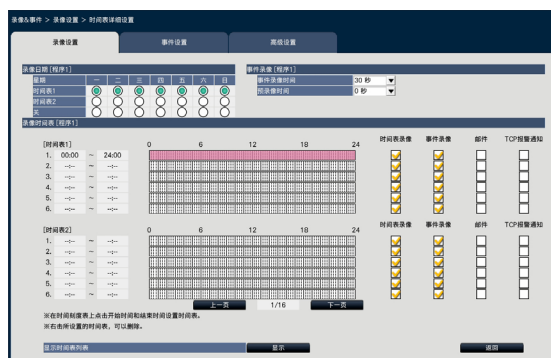 录像&事件 > 录像设置 > 时间表详细设置
录像设置 事件设置 高级设置
录像日期 [程序1] 事件录像 [程序1]
星期 一 二 三 四 五 六 日 事件录像时间 30 秒
时间表1 预录像时间 0 秒
时间表2
关
录像时间表 [程序1]
[时间表1] 0 6 12 18 24 时间表录像 事件录像 邮件 TCP报警通知
1. 00:00 ~ 24:00
2. --:-- ~ --:--
3. --:-- ~ --:--
4. --:-- ~ --:--
5. --:-- ~ --:--
6. --:-- ~ --:--
[时间表2] 0 6 12 18 24 时间表录像 事件录像 邮件 TCP报警通知
1. --:-- ~ --:--
2. --:-- ~ --:--
3. --:-- ~ --:--
4. --:-- ~ --:--
5. --:-- ~ --:--
6. --:-- ~ --:--
上一页 1/16 下一页
※在时间刻度表上点击开始时间和结束时间设置时间表。
※右击所设置的时间表，可以删除。
显示时间表列表 显示 返回